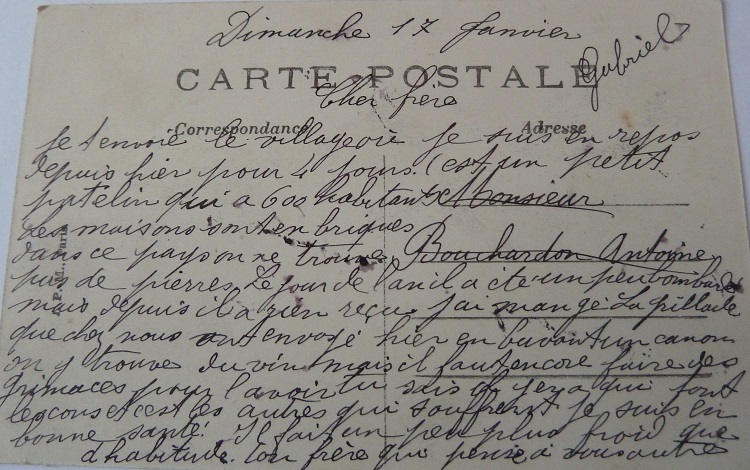 Dimanche 17 Janvier
Gabriel
CARTE POSTALE
Cher frère
Correspondance
Adresse
Je t envoie le village où je suis en repos
depuis hier pour 4 jours. C est un petit
patelin qui a 600 habitants Monsieur
Les maisons sont en briques
dans ce pays on ne trouve Bouchardon Antoine
pas de pierres, Le jour de l an il a été un peu bombardé
mais depuis il a rien reçu. J ai mangé la
que chez nous ont envoyé hier en buvant un canon
on y trouve du vin mais il faut encore faire des
grimaces pour l avoir tu sais il y en a qui font
les cons et c est les autres qui souffrent je suis en
bonne santé. Il fait un peu plus froid que
d habitude. Ton frère qui pense à vous autre
Paris